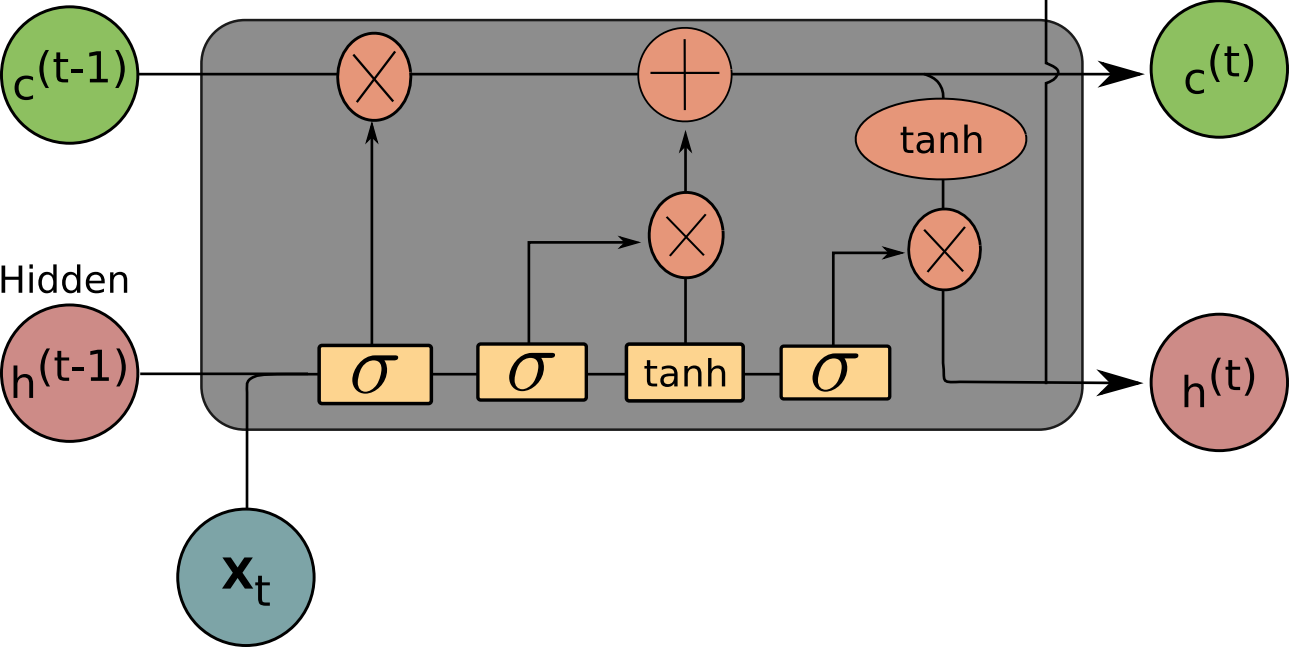 c(t-1)
c(t)
tanh
Hidden
h(t-1)
σ
σ
tanh
σ
h(t)
xt